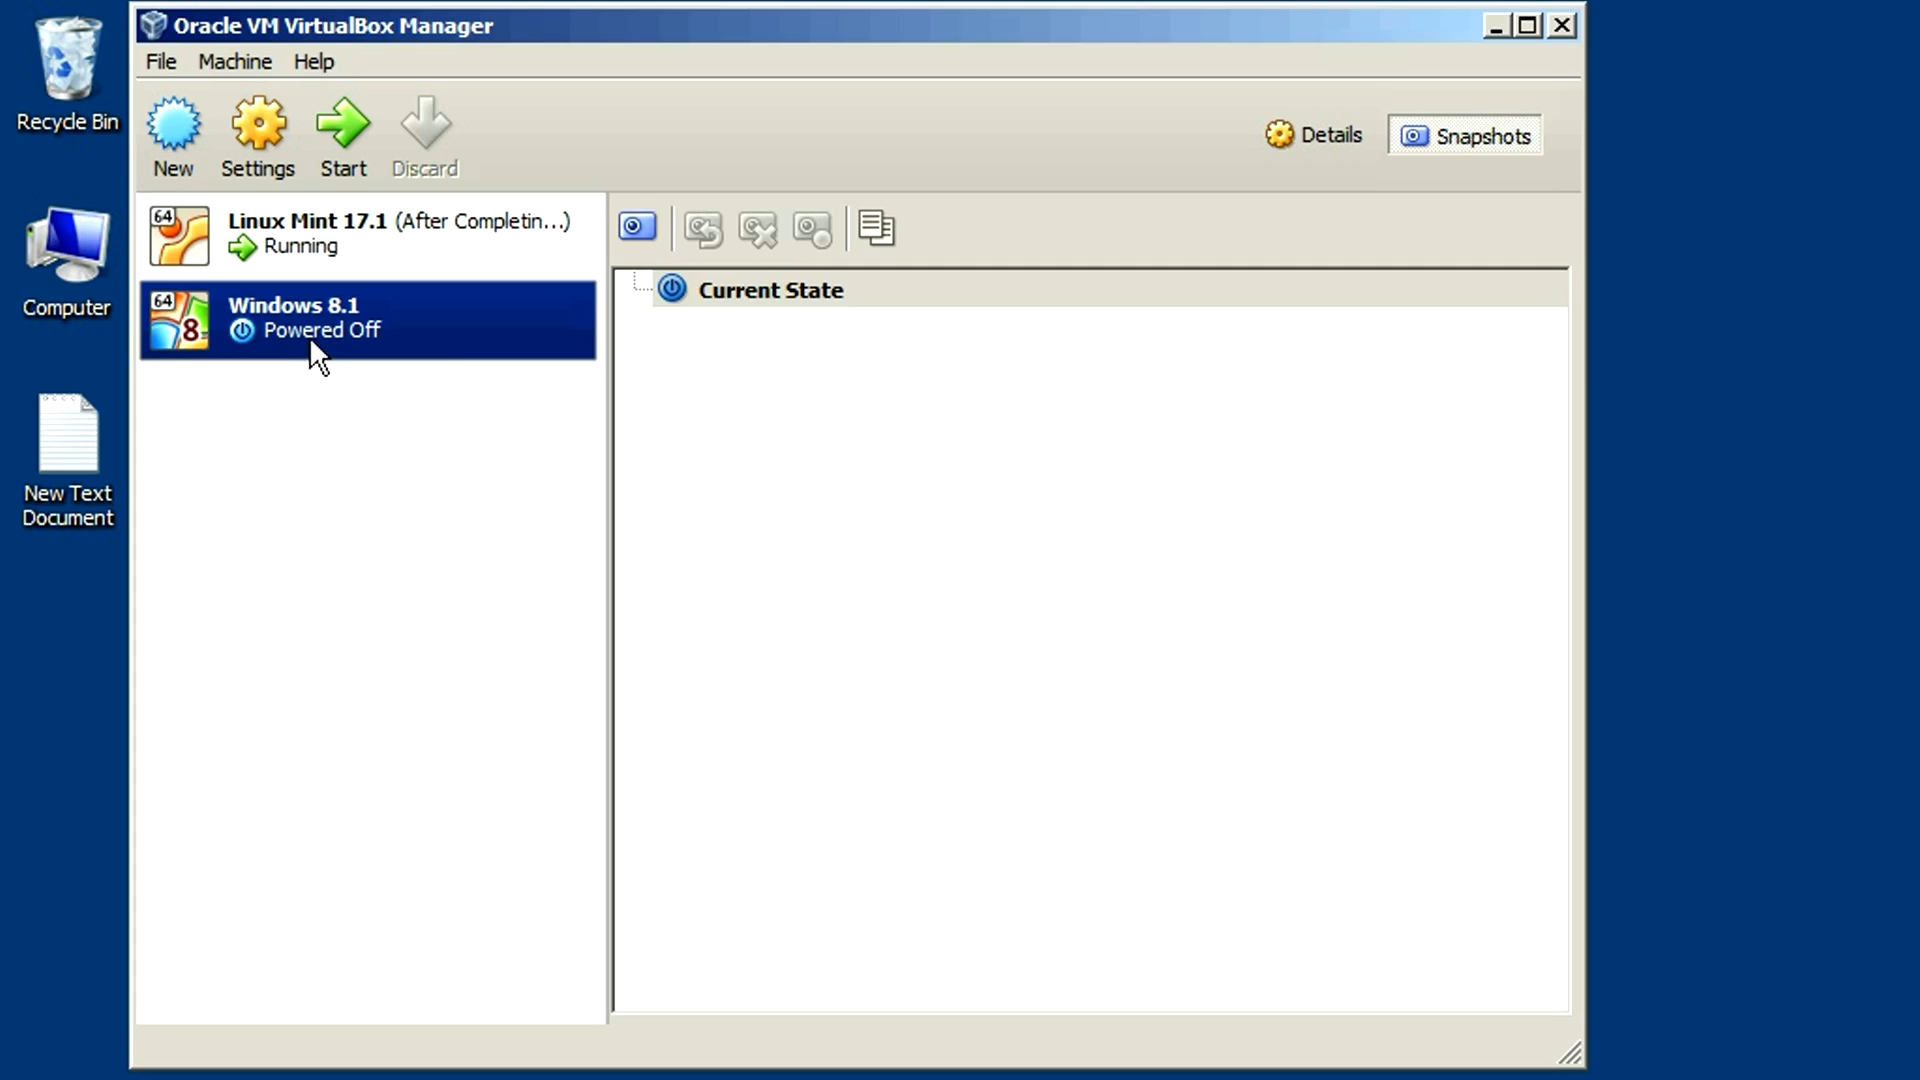 Oracle VM VirtualBox Manager
File Machine Help
New Settings Start Discard
Details Snapshots
Recycle Bin
Computer
New Text
Document
64
Linux Mint 17.1 (After Completin...)
Running
64
8
Windows 8.1
Powered Off
Current State